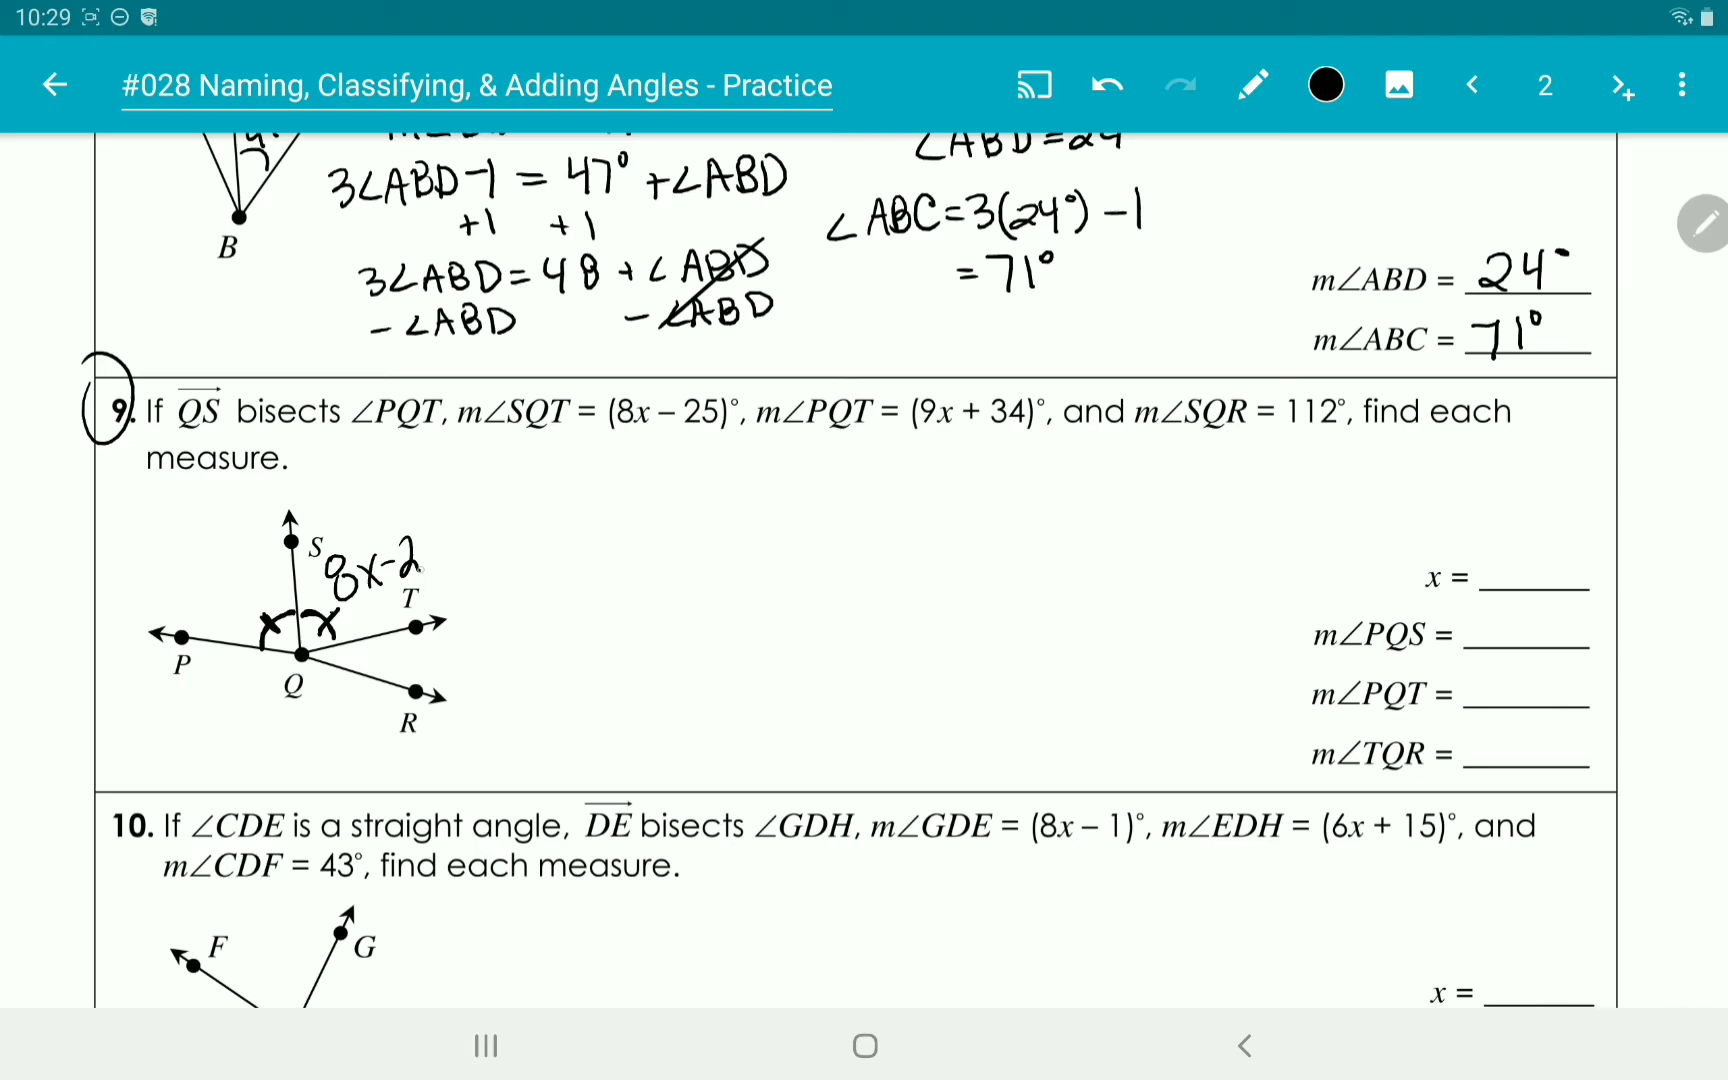 10:29
#028 Naming, Classifying, & Adding Angles - Practice
2
∠ABD=24
3∠ABD-1 = 47° +∠ABD
+1 +1
∠ABC=3(24°) -1
3∠ABD=48 +∠ABD
=71°
-∠ABD -∠ABD
B
m∠ABD = 24°
m∠ABC = 71°
9. If QS bisects ∠PQT, m∠SQT = (8x – 25)°, m∠PQT = (9x + 34)°, and m∠SQR = 112°, find each
measure.
S 8x-2
T
P
Q
R
x =
m∠PQS =
m∠PQT =
m∠TQR =
10. If ∠CDE is a straight angle, DE bisects ∠GDH, m∠GDE = (8x – 1)°, m∠EDH = (6x + 15)°, and
m∠CDF = 43°, find each measure.
F
G
x =